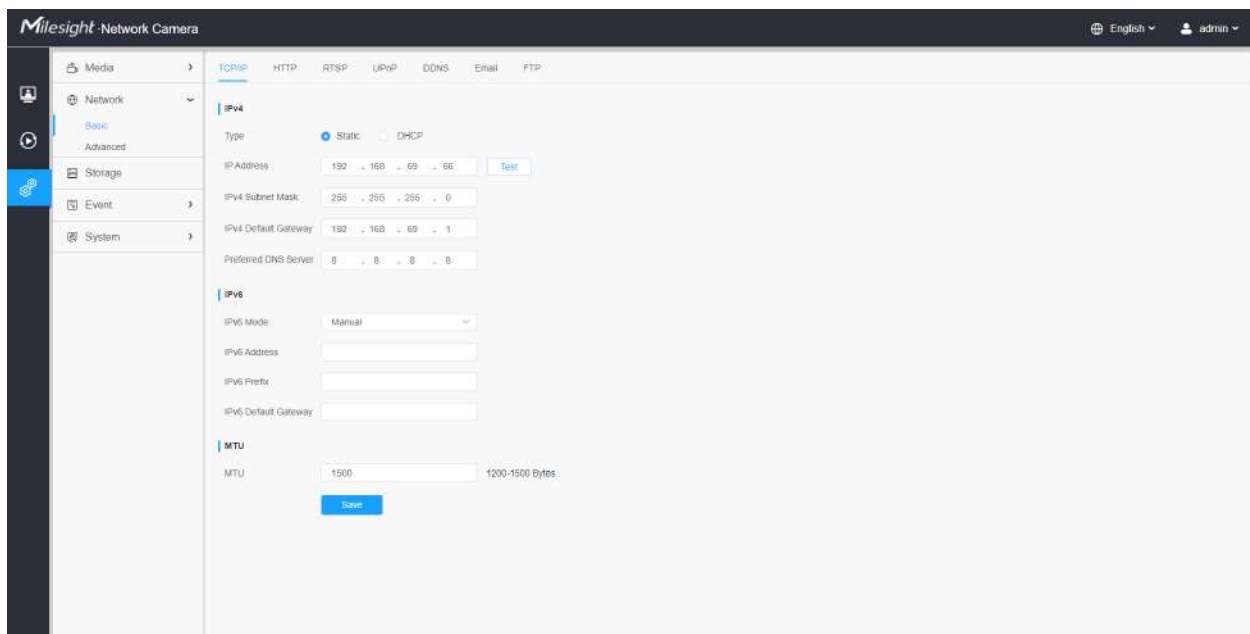 Milesight Network Camera English admin
Media TCP/IP HTTP RTSP UPnP DDNS Email FTP
Network
IPv4
Basic
Type Static DHCP
Advanced
IP Address 192 . 168 . 69 . 66 Test
Storage
IPv4 Subnet Mask 255 . 255 . 255 . 0
Event
IPv4 Default Gateway 192 . 168 . 69 . 1
System
Preferred DNS Server 8 . 8 . 8 . 8
IPv6
IPv6 Mode Manual
IPv6 Address
IPv6 Prefix
IPv6 Default Gateway
MTU
MTU 1500 1200-1500 Bytes
Save